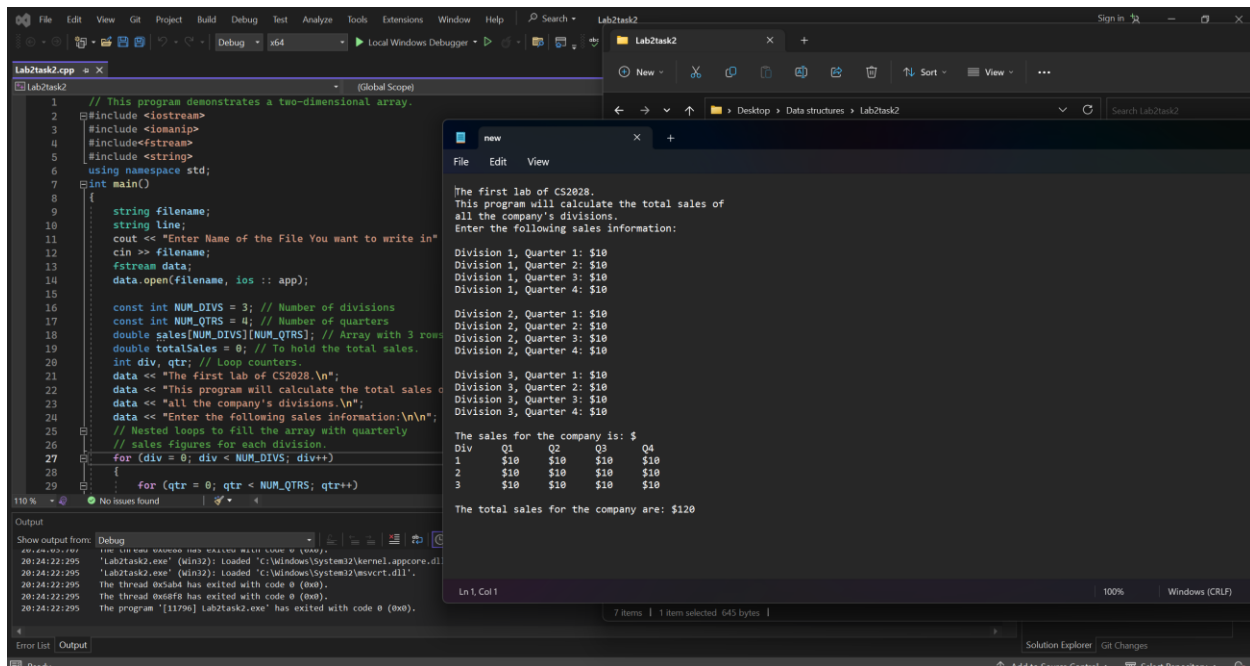 File Edit View Git Project Build Debug Test Analyze Tools Extensions Window Help Search Lab2task2 Sign in
Debug x64 Local Windows Debugger
Lab2task2.cpp
Lab2task2 (Global Scope)
1 // This program demonstrates a two-dimensional array.
2 #include <iostream>
3 #include <iomanip>
4 #include<fstream>
5 #include <string>
6 using namespace std;
7 int main()
8 {
9 string filename;
10 string line;
11 cout << "Enter Name of the File You want to write in"
12 cin >> filename;
13 fstream data;
14 data.open(filename, ios :: app);
15
16 const int NUM_DIVS = 3; // Number of divisions
17 const int NUM_QTRS = 4; // Number of quarters
18 double sales[NUM_DIVS][NUM_QTRS]; // Array with 3 rows
19 double totalSales = 0; // To hold the total sales.
20 int div, qtr; // Loop counters.
21 data << "The first lab of CS2028.\n";
22 data << "This program will calculate the total sales o
23 data << "all the company's divisions.\n";
24 data << "Enter the following sales information:\n\n";
25 // Nested loops to fill the array with quarterly
26 // sales figures for each division.
27 for (div = 0; div < NUM_DIVS; div++)
28 {
29 for (qtr = 0; qtr < NUM_QTRS; qtr++)
110 % No issues found
Output
Show output from: Debug
20:24:22:295 'Lab2task2.exe' (Win32): Loaded 'C:\Windows\System32\kernel.appcore.dl
20:24:22:295 'Lab2task2.exe' (Win32): Loaded 'C:\Windows\System32\msvcrt.dll'.
20:24:22:295 The thread 0x5ab4 has exited with code 0 (0x0).
20:24:22:295 The thread 0x68f8 has exited with code 0 (0x0).
20:24:22:295 The program '[11796] Lab2task2.exe' has exited with code 0 (0x0).
Error List Output
Lab2task2
New Sort View
Desktop > Data structures > Lab2task2 Search Lab2task2
new
File Edit View
The first lab of CS2028.
This program will calculate the total sales of
all the company's divisions.
Enter the following sales information:
Division 1, Quarter 1: $10
Division 1, Quarter 2: $10
Division 1, Quarter 3: $10
Division 1, Quarter 4: $10
Division 2, Quarter 1: $10
Division 2, Quarter 2: $10
Division 2, Quarter 3: $10
Division 2, Quarter 4: $10
Division 3, Quarter 1: $10
Division 3, Quarter 2: $10
Division 3, Quarter 3: $10
Division 3, Quarter 4: $10
The sales for the company is: $
Div Q1 Q2 Q3 Q4
1 $10 $10 $10 $10
2 $10 $10 $10 $10
3 $10 $10 $10 $10
The total sales for the company are: $120
Ln 1, Col 1 100% Windows (CRLF)
7 items 1 item selected 645 bytes
Solution Explorer Git Changes